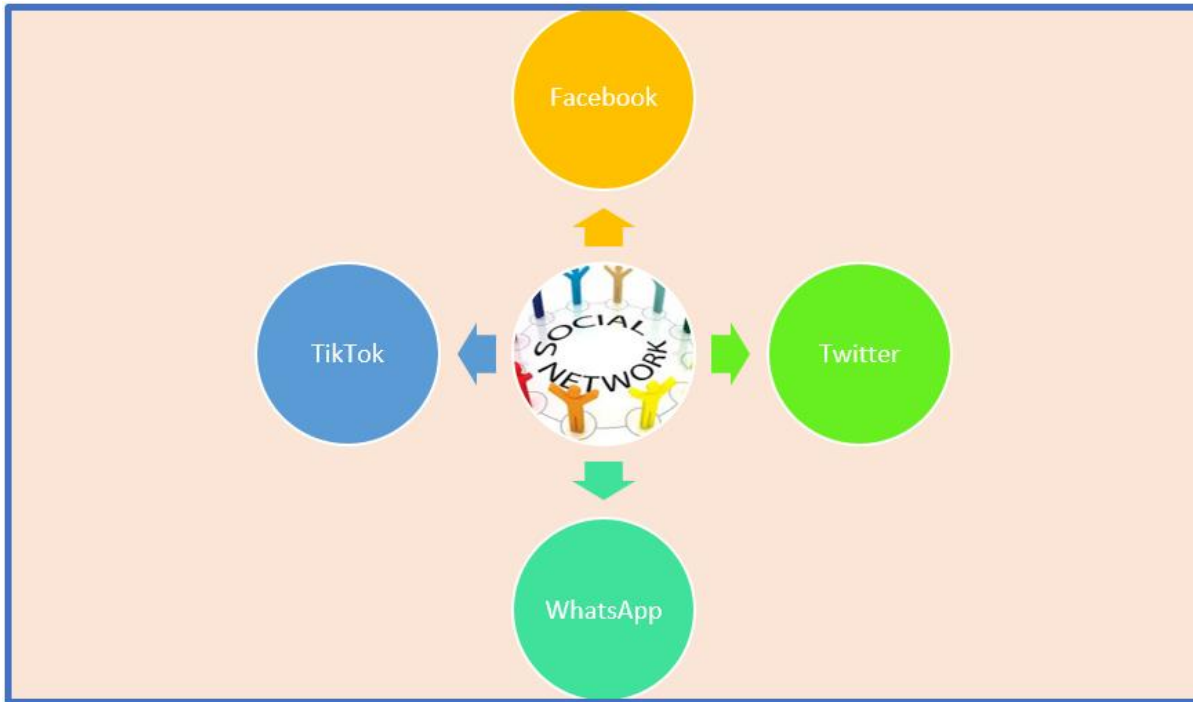 Facebook
TikTok
SOCIAL
NETWORK
Twitter
WhatsApp